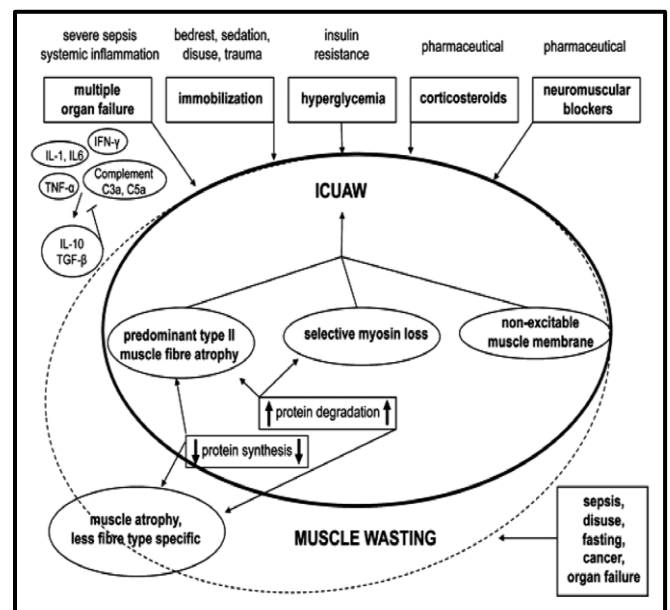 severe sepsis
systemic inflammation
bedrest, sedation,
disuse, trauma
insulin
resistance
pharmaceutical
pharmaceutical
multiple
organ failure
immobilization
hyperglycemia
corticosteroids
neuromuscular
blockers
IFN-γ
IL-1, IL6
TNF-α
Complement
C3a, C5a
IL-10
TGF-β
ICUAW
predominant type II
muscle fibre atrophy
selective myosin loss
non-excitable
muscle membrane
protein degradation
protein synthesis
muscle atrophy,
less fibre type specific
MUSCLE WASTING
sepsis,
disuse,
fasting,
cancer,
organ failure